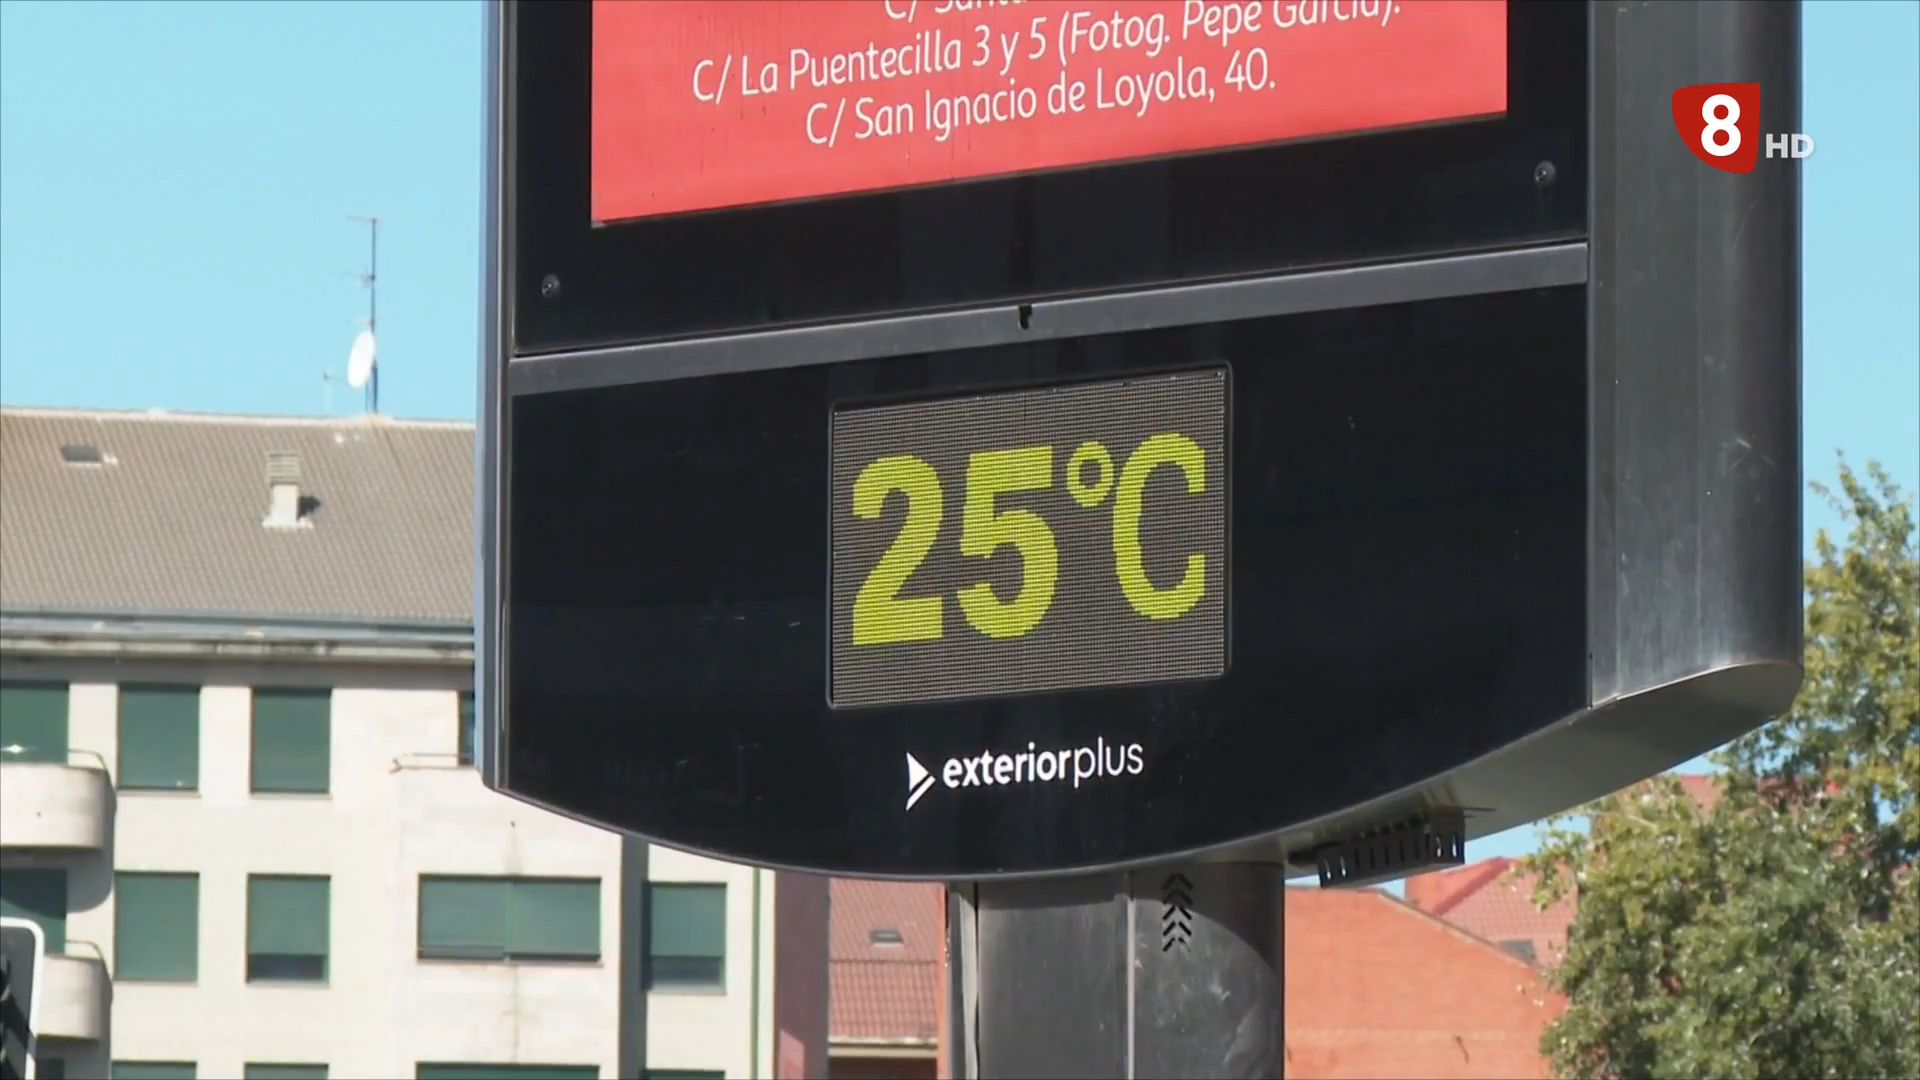 C/
C/ La Puentecilla 3 y 5 (Fotog. Pepe García).
C/ San Ignacio de Loyola, 40.
8 HD
25°C
exteriorplus